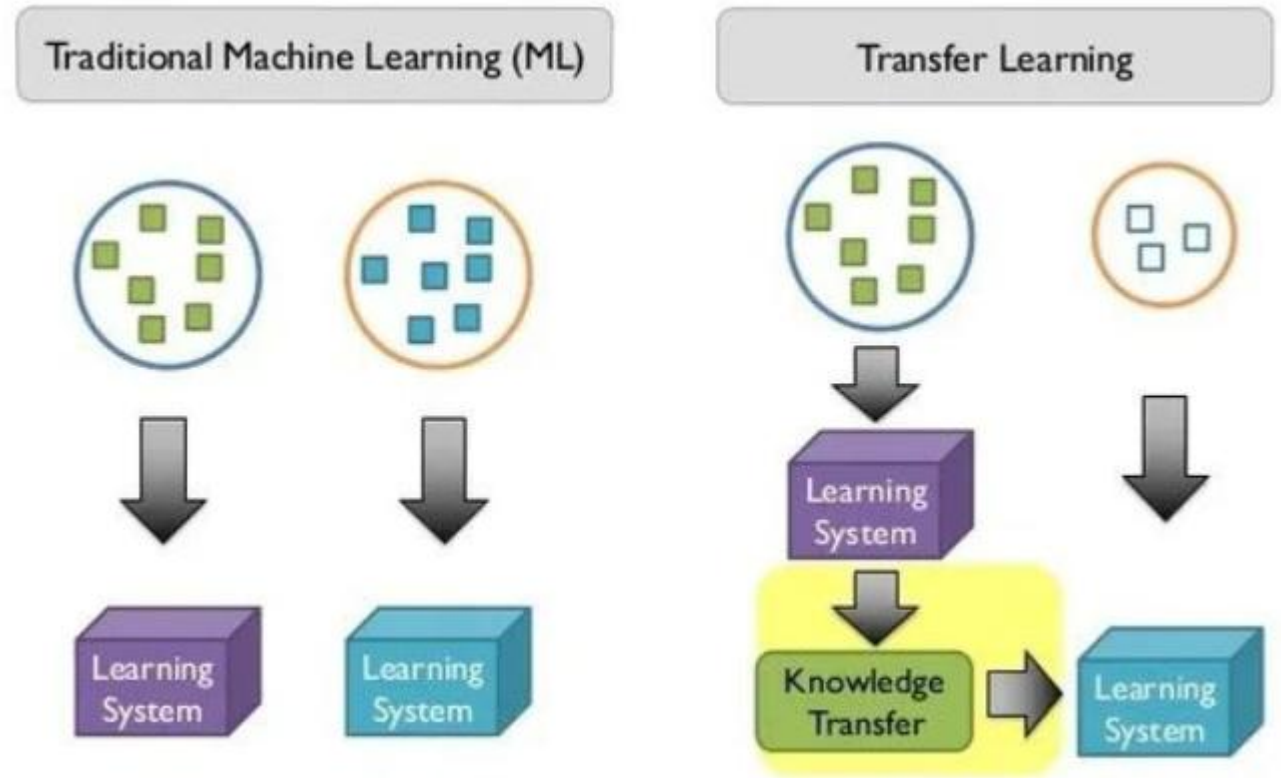 Traditional Machine Learning (ML)
Transfer Learning
Learning
System
Learning
System
Learning
System
Knowledge
Transfer
Learning
System